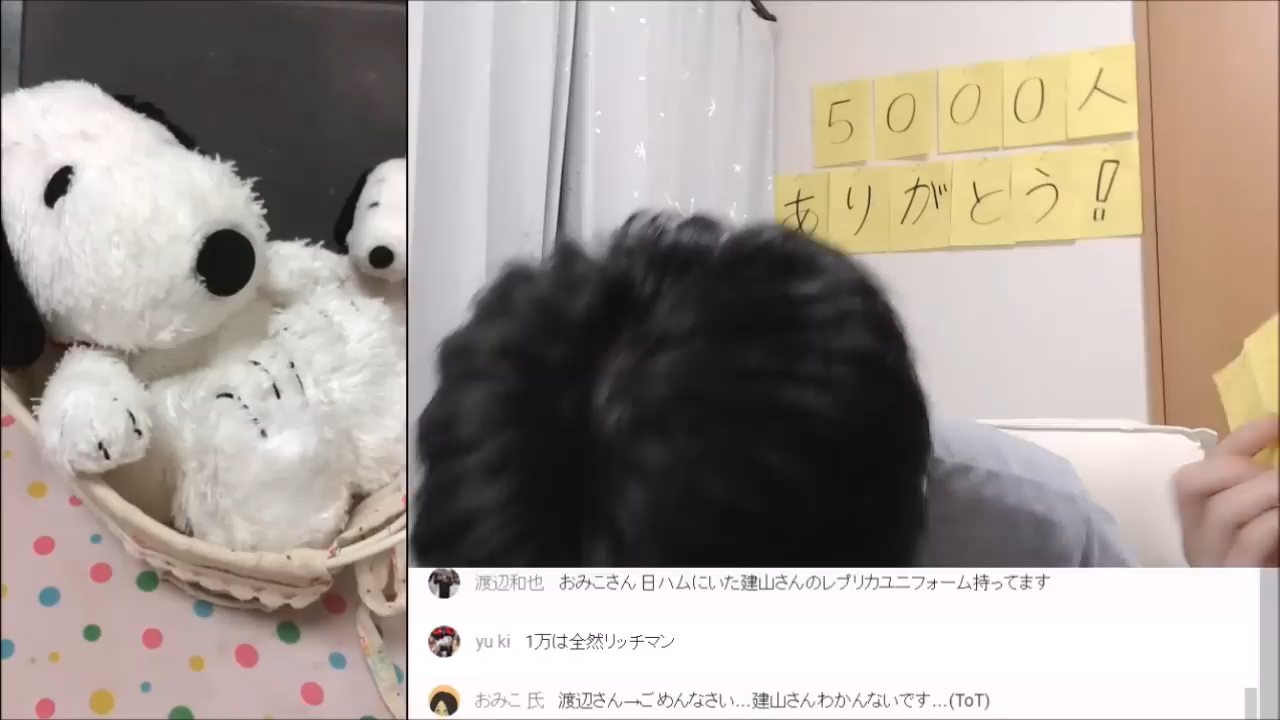 5000人
ありがとう!!
渡辺和也 おみこさん 日ハムにいた建山さんのレプリカユニフォーム持ってます
yu ki 1万は全然リッチマン
おみこ 氏 渡辺さん→ごめんなさい…建山さんわかんないです…(ToT)